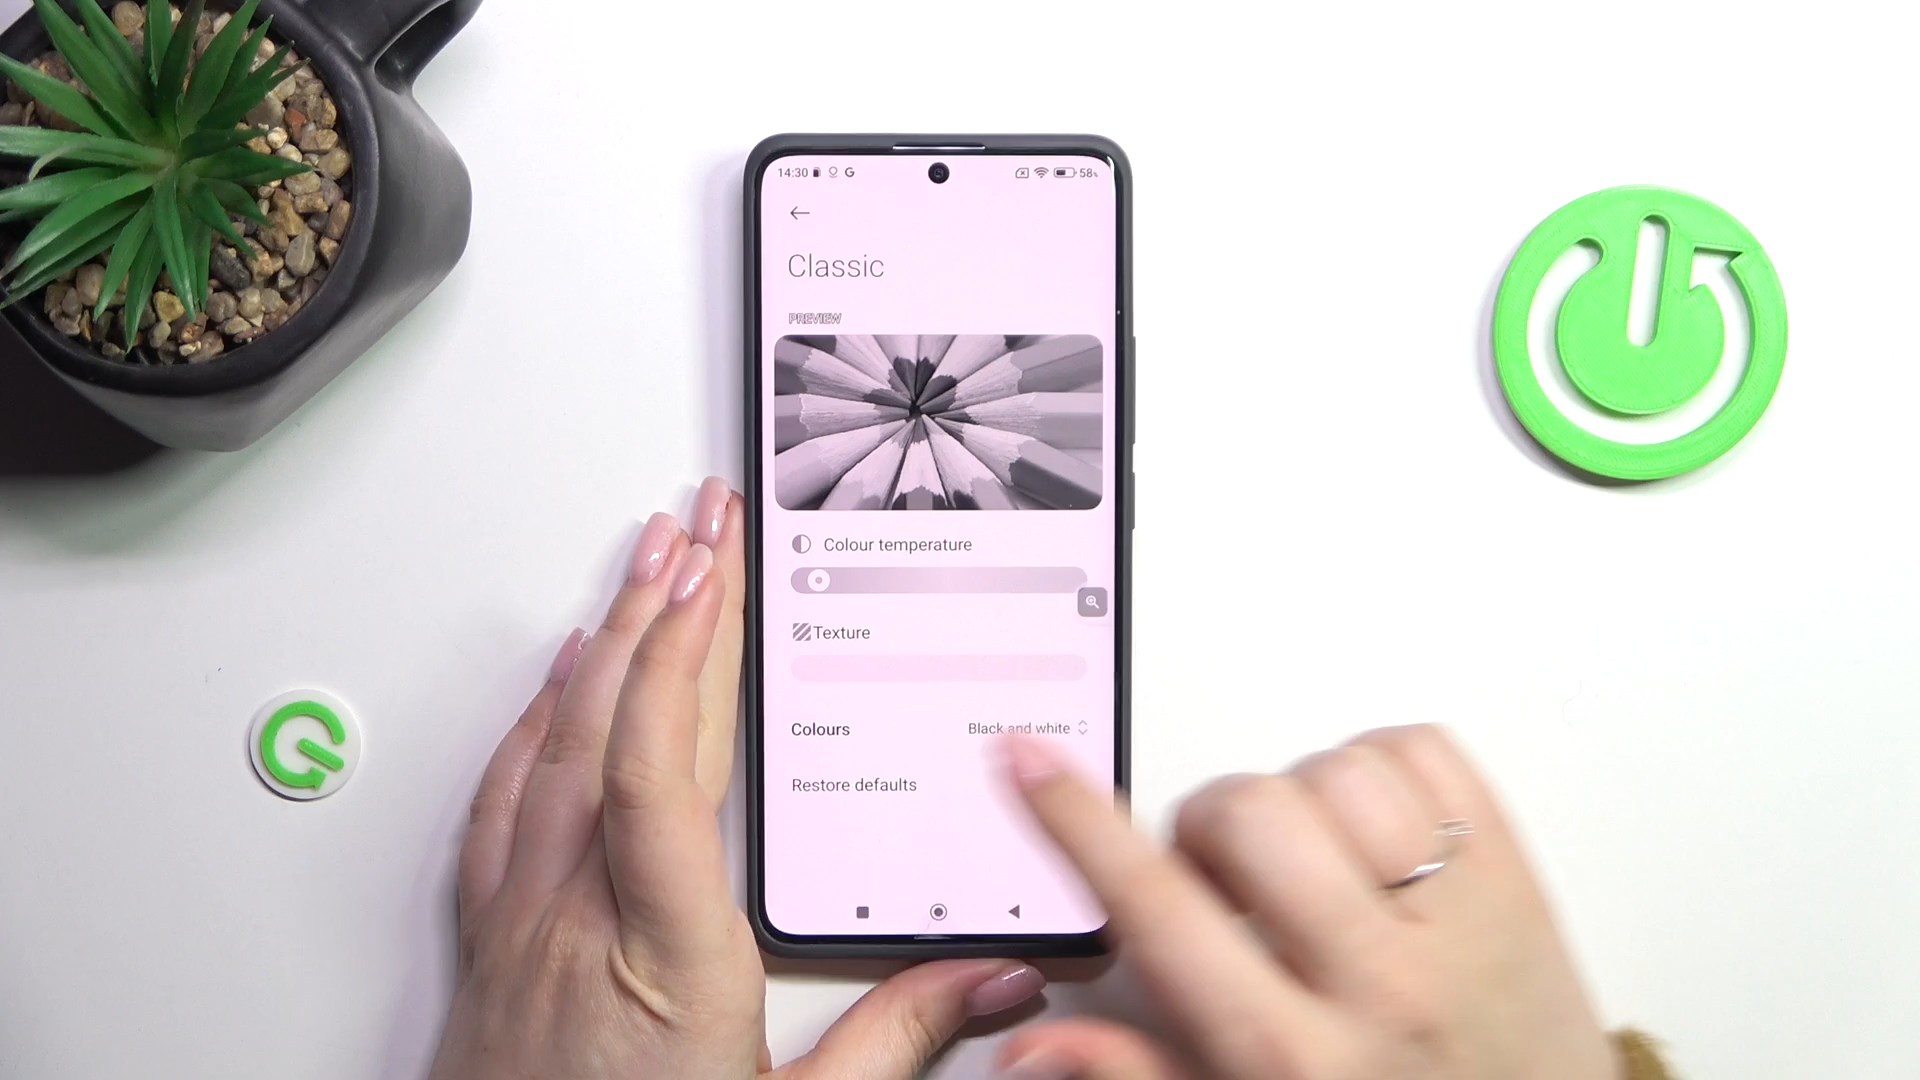 14:30 G 58%
Classic
PREVIEW
Colour temperature
Texture
Colours Black and white
Restore defaults